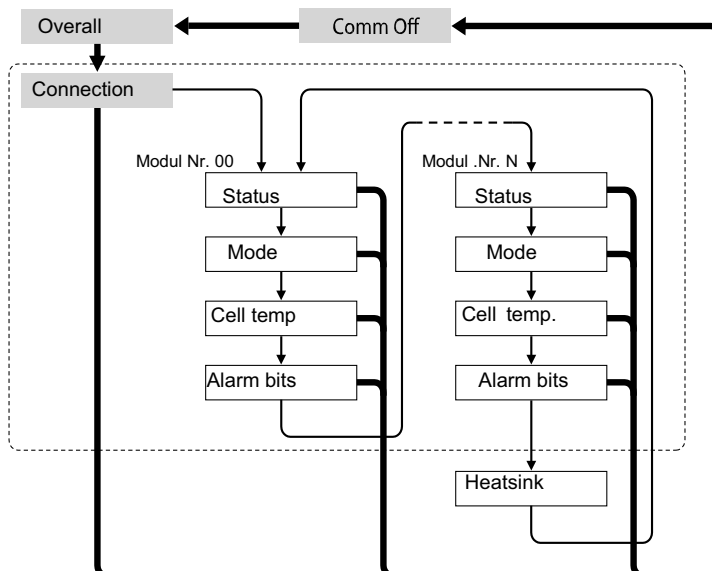 Overall
Comm Off
Connection
Modul Nr. 00
Modul .Nr. N
Status
Status
Mode
Mode
Cell temp
Cell temp.
Alarm bits
Alarm bits
Heatsink